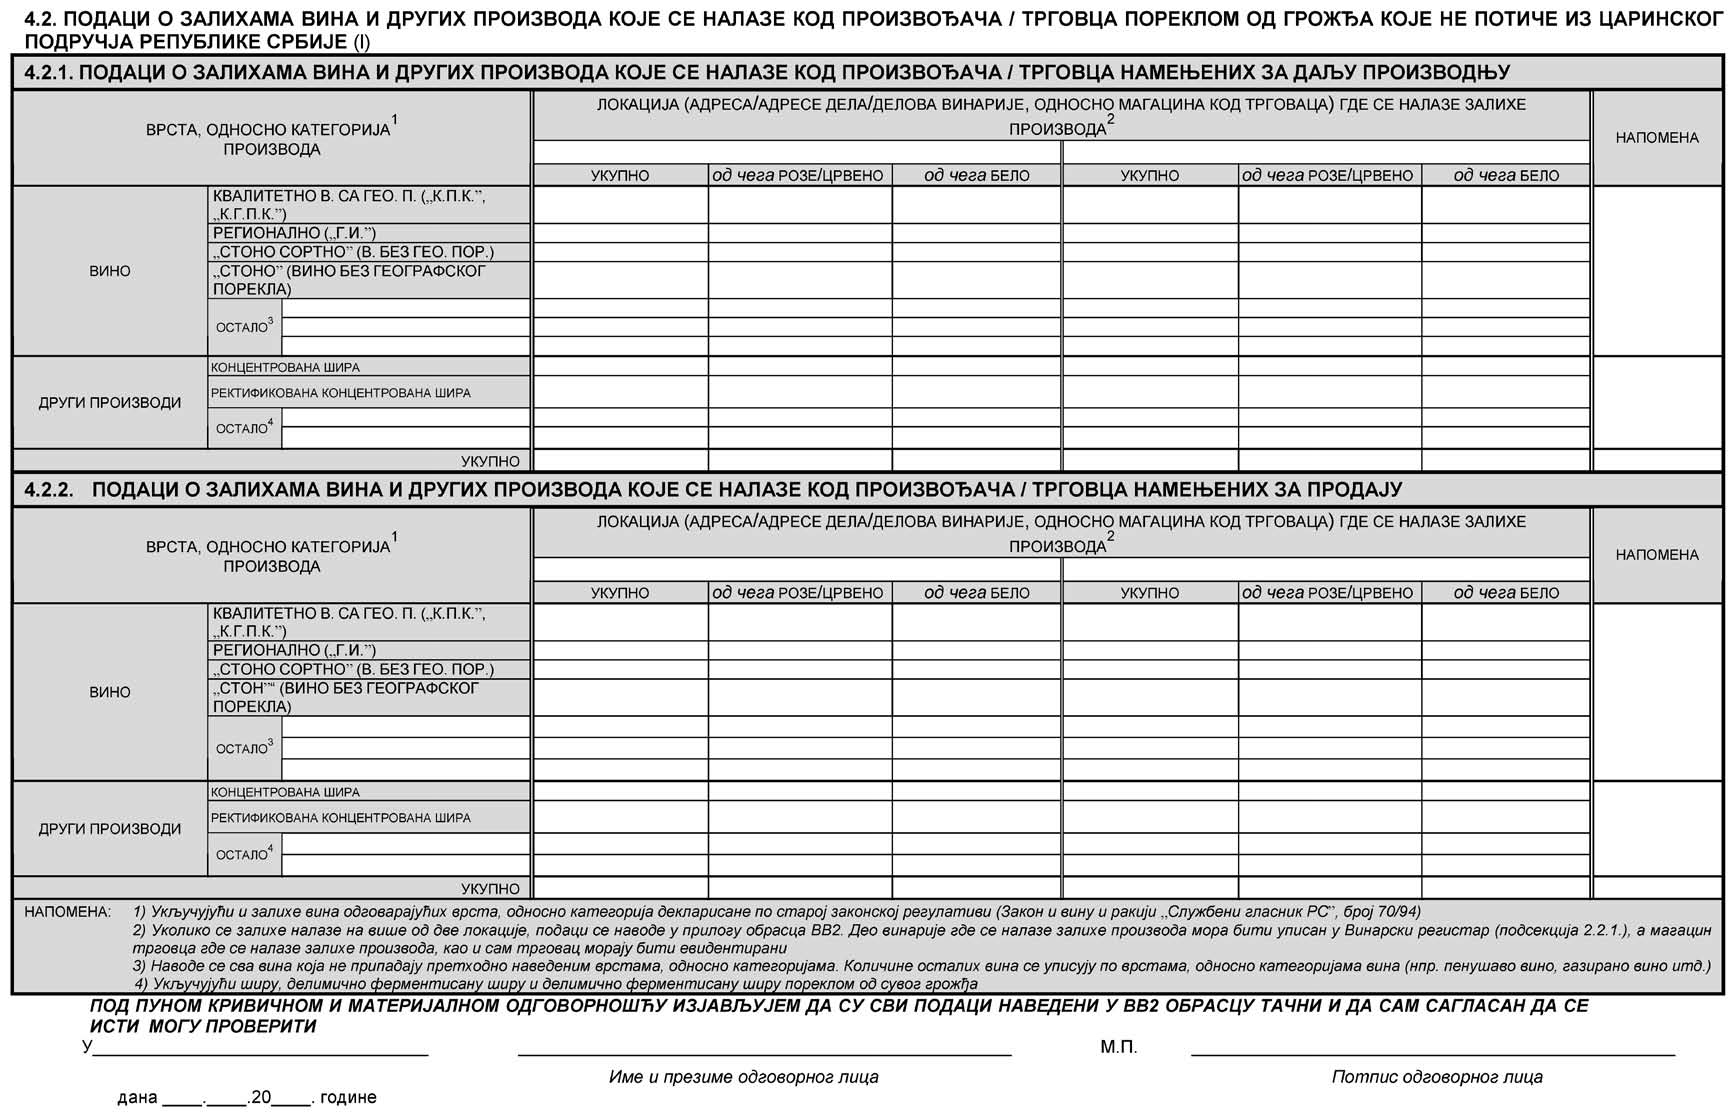 4.2. ПОДАЦИ О ЗАЛИХАМА ВИНА И ДРУГИХ ПРОИЗВОДА КОЈЕ СЕ НАЛАЗЕ КОД ПРОИЗВОЂАЧА / ТРГОВЦА ПОРЕКЛОМ ОД ГРОЖЂА КОЈЕ НЕ ПОТИЧЕ ИЗ ЦАРИНСКОГ
ПОДРУЧЈА РЕПУБЛИКЕ СРБИЈЕ (I)
4.2.1. ПОДАЦИ О ЗАЛИХАМА ВИНА И ДРУГИХ ПРОИЗВОДА КОЈЕ СЕ НАЛАЗЕ КОД ПРОИЗВОЂАЧА / ТРГОВЦА НАМЕЊЕНИХ ЗА ДАЉУ ПРОИЗВОДЊУ
ВРСТА, ОДНОСНО КАТЕГОРИЈА1
ПРОИЗВОДА
ЛОКАЦИЈА (АДРЕСА/АДРЕСЕ ДЕЛА/ДЕЛОВА ВИНАРИЈЕ, ОДНОСНО МАГАЦИНА КОД ТРГОВАЦА) ГДЕ СЕ НАЛАЗЕ ЗАЛИХЕ
ПРОИЗВОДА2
НАПОМЕНА
УКУПНО од чега РОЗЕ/ЦРВЕНО од чега БЕЛО УКУПНО од чега РОЗЕ/ЦРВЕНО од чега БЕЛО
ВИНО
КВАЛИТЕТНО В. СА ГЕО. П. („К.П.К.”,
„К.Г.П.К.”)
РЕГИОНАЛНО („Г.И.”)
„СТОНО СОРТНО” (В. БЕЗ ГЕО. ПОР.)
„СТОНО” (ВИНО БЕЗ ГЕОГРАФСКОГ
ПОРЕКЛА)
ОСТАЛО3
ДРУГИ ПРОИЗВОДИ
КОНЦЕНТРОВАНА ШИРА
РЕКТИФИКОВАНА КОНЦЕНТРОВАНА ШИРА
ОСТАЛО4
УКУПНО
4.2.2. ПОДАЦИ О ЗАЛИХАМА ВИНА И ДРУГИХ ПРОИЗВОДА КОЈЕ СЕ НАЛАЗЕ КОД ПРОИЗВОЂАЧА / ТРГОВЦА НАМЕЊЕНИХ ЗА ПРОДАЈУ
ВРСТА, ОДНОСНО КАТЕГОРИЈА1
ПРОИЗВОДА
ЛОКАЦИЈА (АДРЕСА/АДРЕСЕ ДЕЛА/ДЕЛОВА ВИНАРИЈЕ, ОДНОСНО МАГАЦИНА КОД ТРГОВАЦА) ГДЕ СЕ НАЛАЗЕ ЗАЛИХЕ
ПРОИЗВОДА2
НАПОМЕНА
УКУПНО од чега РОЗЕ/ЦРВЕНО од чега БЕЛО УКУПНО од чега РОЗЕ/ЦРВЕНО од чега БЕЛО
ВИНО
КВАЛИТЕТНО В. СА ГЕО. П. („К.П.К.”,
„К.Г.П.К.”)
РЕГИОНАЛНО („Г.И.”)
„СТОНО СОРТНО” (В. БЕЗ ГЕО. ПОР.)
„СТОН”“ (ВИНО БЕЗ ГЕОГРАФСКОГ
ПОРЕКЛА)
ОСТАЛО3
ДРУГИ ПРОИЗВОДИ
КОНЦЕНТРОВАНА ШИРА
РЕКТИФИКОВАНА КОНЦЕНТРОВАНА ШИРА
ОСТАЛО4
УКУПНО
НАПОМЕНА: 1) Укључујући и залихе вина одговарајућих врста, односно категорија декларисане по старој законској регулативи (Закон и вину и ракији „Службени гласник РС”, број 70/94)
2) Уколико се залихе налазе на више од две локације, подаци се наводе у прилогу обрасца ВВ2. Део винарије где се налазе залихе производа мора бити уписан у Винарски регистар (подсекција 2.2.1.), а магацин
трговца где се налазе залихе производа, као и сам трговац морају бити евидентирани
3) Наводе се сва вина која не припадају претходно наведеним врстама, односно категоријама. Количине осталих вина се уписују по врстама, односно категоријама вина (нпр. пенушаво вино, газирано вино итд.)
4) Укључујући ширу, делимично ферментисану ширу и делимично ферментисану ширу пореклом од сувог грожђа
ПОД ПУНОМ КРИВИЧНОМ И МАТЕРИЈАЛНОМ ОДГОВОРНОШЋУ ИЗЈАВЉУЈЕМ ДА СУ СВИ ПОДАЦИ НАВЕДЕНИ У ВВ2 ОБРАСЦУ ТАЧНИ И ДА САМ САГЛАСАН ДА СЕ
ИСТИ МОГУ ПРОВЕРИТИ
У____________ ____________ М.П. ____________
Име и презиме одговорног лица Потпис одговорног лица
дана ____.____.20____. године